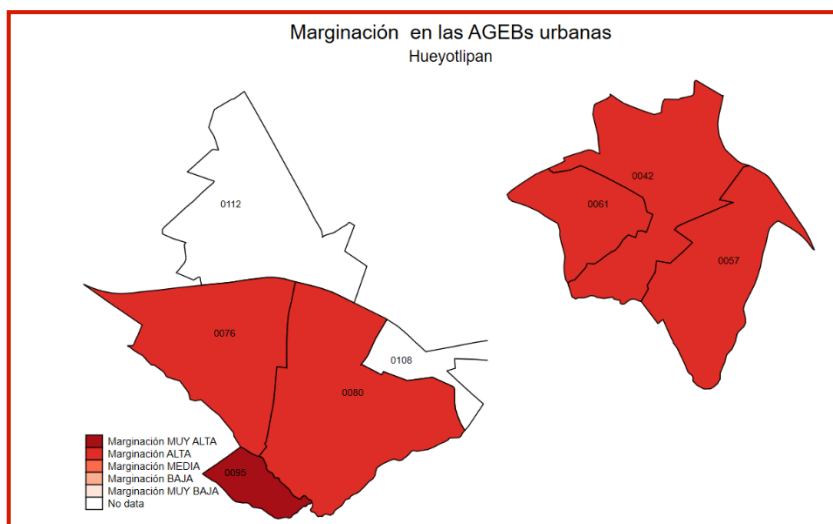 Marginación en las AGEBs urbanas
Hueyotlipan
0112
0042
0061
0057
0076
0108
0080
0095
Marginación MUY ALTA
Marginación ALTA
Marginación MEDIA
Marginación BAJA
Marginación MUY BAJA
No data